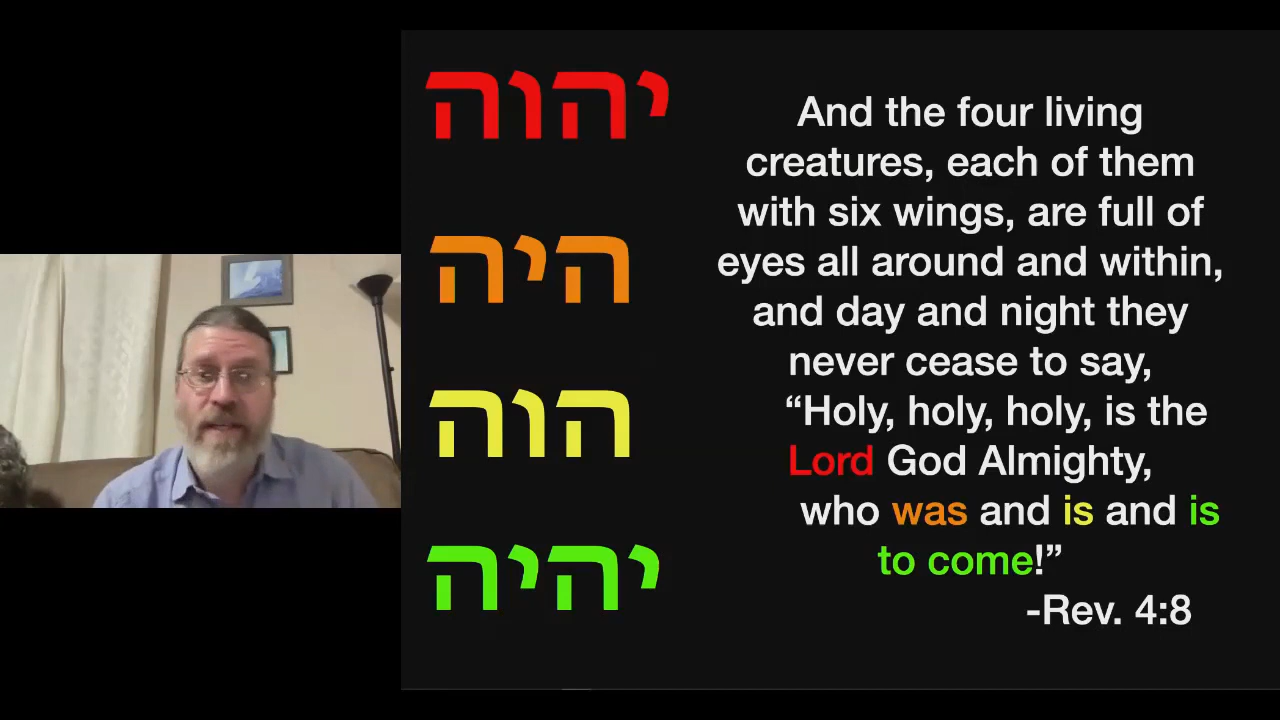 יהוה
היה
הוה
יהיה
And the four living
creatures, each of them
with six wings, are full of
eyes all around and within,
and day and night they
never cease to say,
“Holy, holy, holy, is the
Lord God Almighty,
who was and is and is
to come!”
-Rev. 4:8